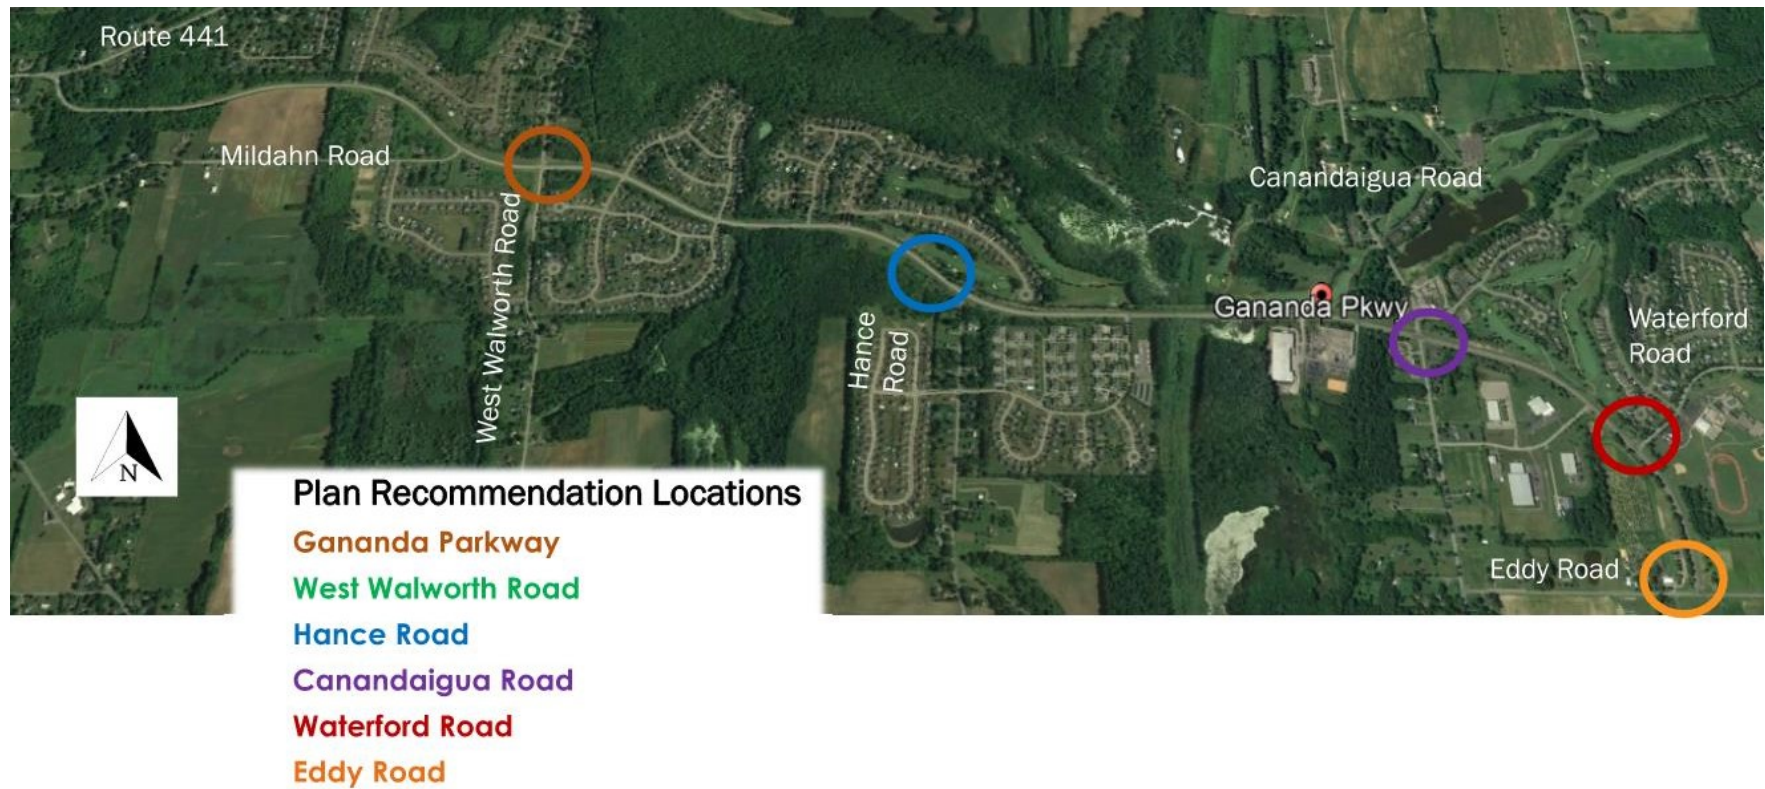 Route 441
Mildahn Road
Canandaigua Road
West Walworth Road
Gananda Pkwy
Hance
Road
Waterford
Road
N
Eddy Road
Plan Recommendation Locations
Gananda Parkway
West Walworth Road
Hance Road
Canandaigua Road
Waterford Road
Eddy Road